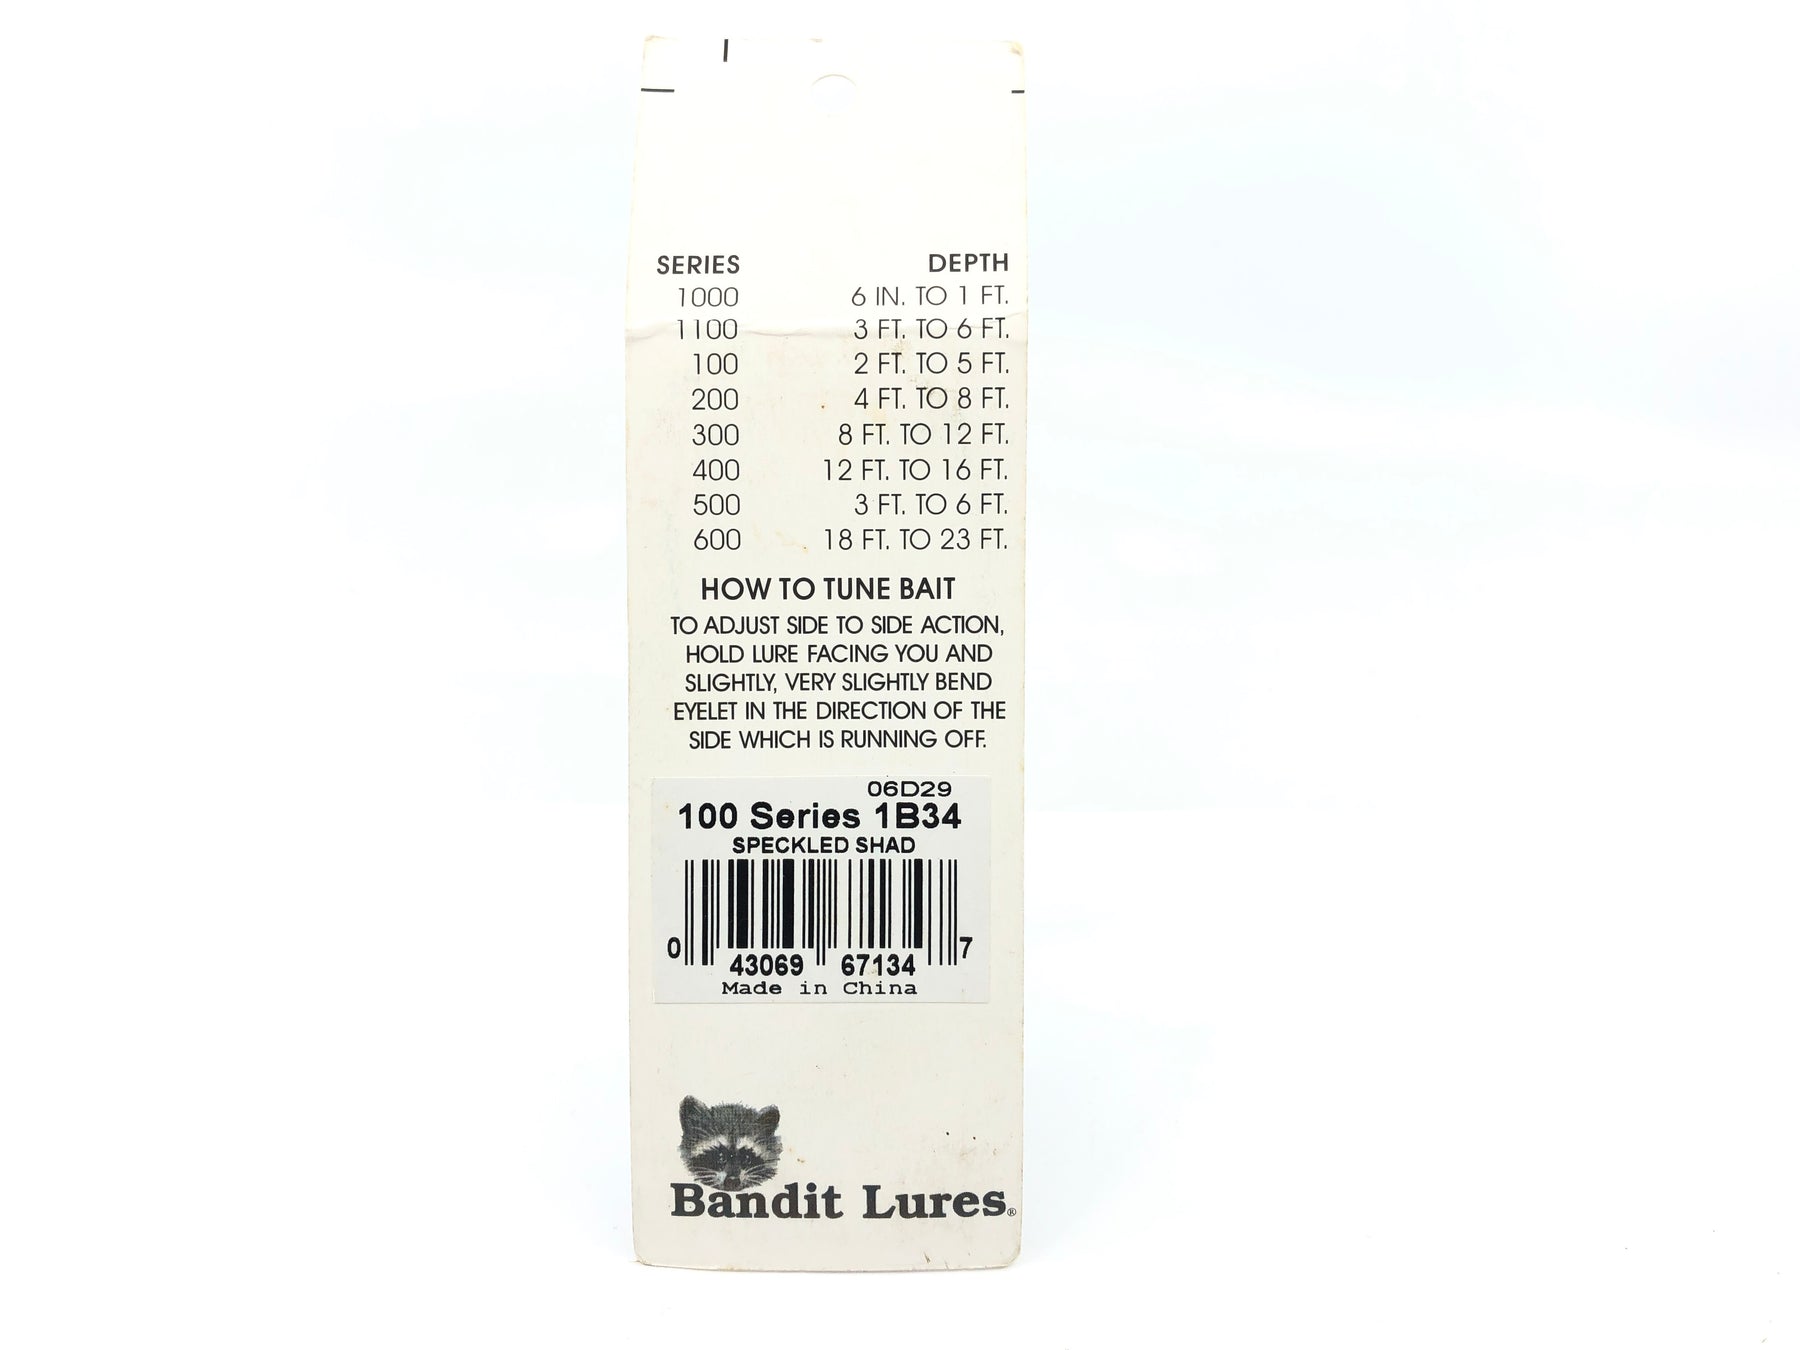 SERIES DEPTH
1000 6 IN. TO 1 FT.
1100 3 FT. TO 6 FT.
100 2 FT. TO 5 FT.
200 4 FT. TO 8 FT.
300 8 FT. TO 12 FT.
400 12 FT. TO 16 FT.
500 3 FT. TO 6 FT.
600 18 FT. TO 23 FT.
HOW TO TUNE BAIT
TO ADJUST SIDE TO SIDE ACTION,
HOLD LURE FACING YOU AND
SLIGHTLY, VERY SLIGHTLY BEND
EYELET IN THE DIRECTION OF THE
SIDE WHICH IS RUNNING OFF.
06D29
100 Series 1B34
SPECKLED SHAD
0 43069 67134 7
Made in China
Bandit Lures®